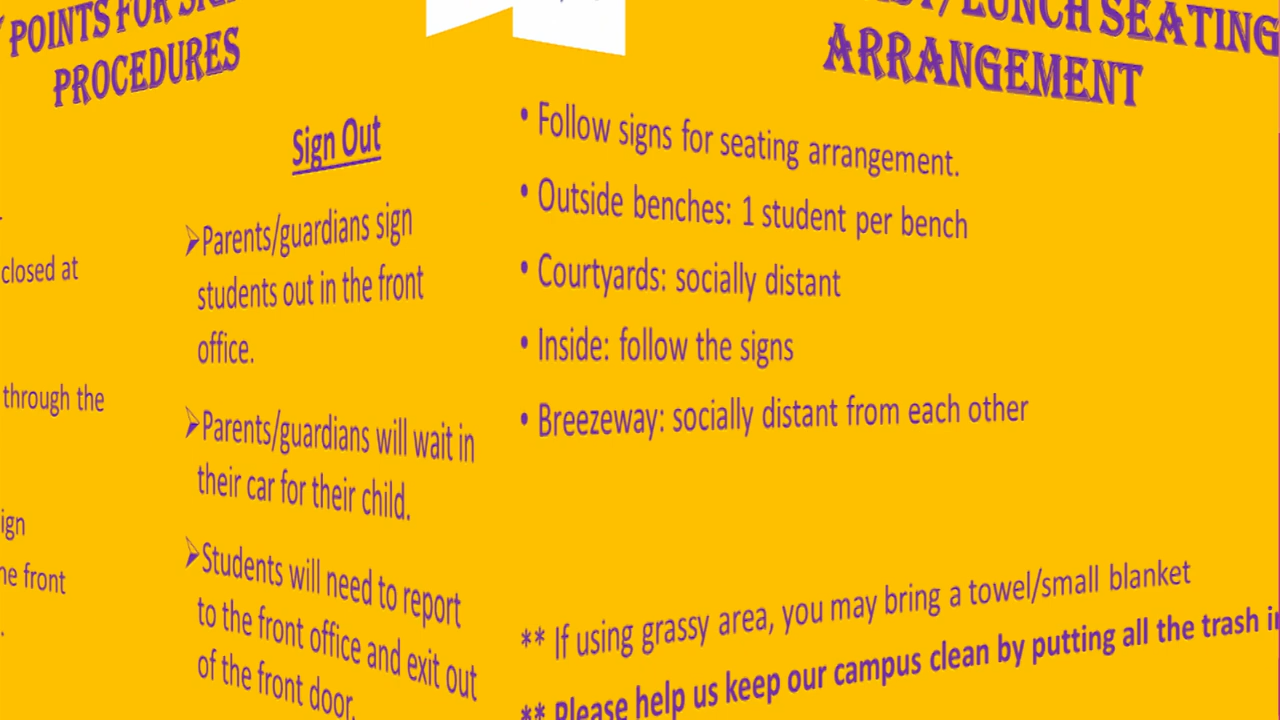 POINTS FOR
PROCEDURES
closed at
through the
front
Sign Out
➢Parents/guardians sign
students out in the front
office.
➢Parents/guardians will wait in
their car for their child.
➢Students will need to report
to the front office and exit out
of the front door.
/LUNCH SEATING
ARRANGEMENT
• Follow signs for seating arrangement.
• Outside benches: 1 student per bench
• Courtyards: socially distant
• Inside: follow the signs
• Breezeway: socially distant from each other
** If using grassy area, you may bring a towel/small blanket
** Please help us keep our campus clean by putting all the trash